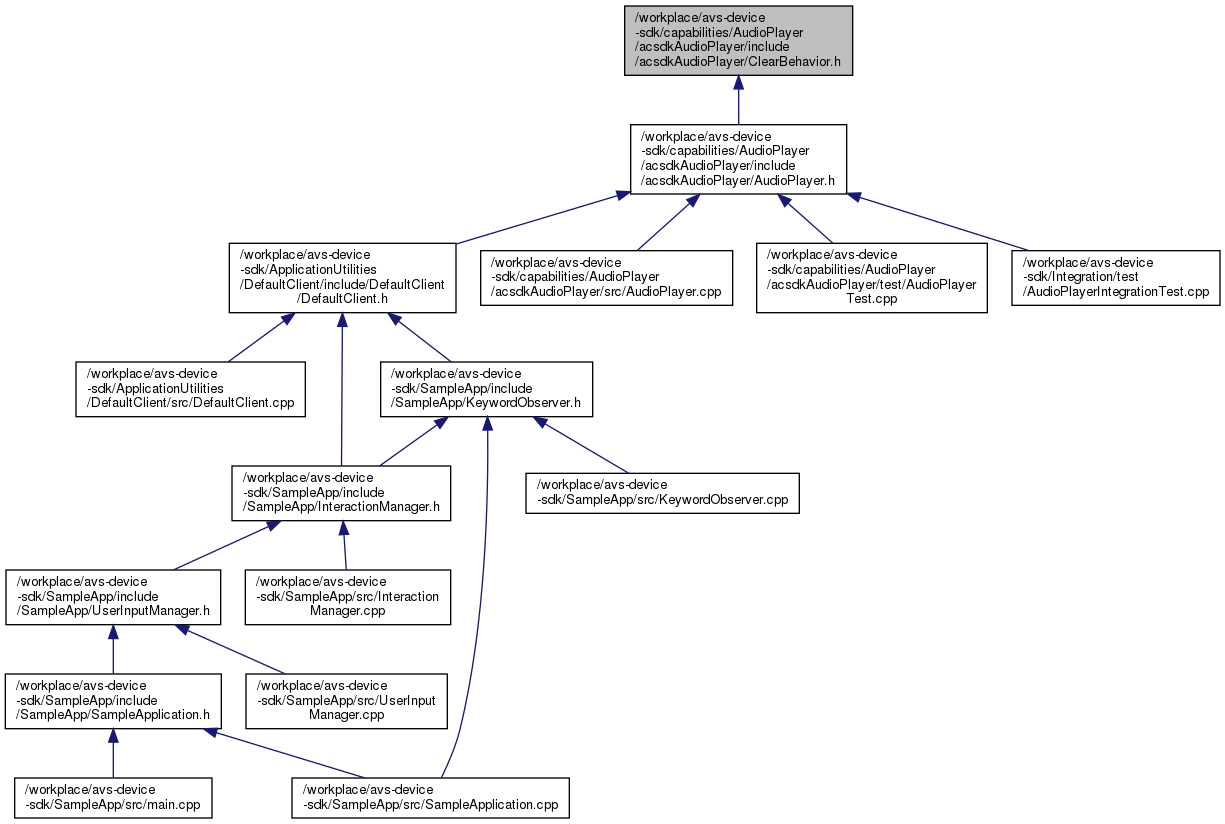 /workplace/avs-device
-sdk/capabilities/AudioPlayer
/acsdkAudioPlayer/include
/acsdkAudioPlayer/ClearBehavior.h
/workplace/avs-device
-sdk/capabilities/AudioPlayer
/acsdkAudioPlayer/include
/acsdkAudioPlayer/AudioPlayer.h
/workplace/avs-device
-sdk/ApplicationUtilities
/DefaultClient/include/DefaultClient
/DefaultClient.h
/workplace/avs-device
-sdk/capabilities/AudioPlayer
/acsdkAudioPlayer/src/AudioPlayer.cpp
/workplace/avs-device
-sdk/capabilities/AudioPlayer
/acsdkAudioPlayer/test/AudioPlayer
Test.cpp
/workplace/avs-device
-sdk/Integration/test
/AudioPlayerIntegrationTest.cpp
/workplace/avs-device
-sdk/ApplicationUtilities
/DefaultClient/src/DefaultClient.cpp
/workplace/avs-device
-sdk/SampleApp/include
/SampleApp/KeywordObserver.h
/workplace/avs-device
-sdk/SampleApp/include
/SampleApp/InteractionManager.h
/workplace/avs-device
-sdk/SampleApp/src/KeywordObserver.cpp
/workplace/avs-device
-sdk/SampleApp/include
/SampleApp/UserInputManager.h
/workplace/avs-device
-sdk/SampleApp/src/Interaction
Manager.cpp
/workplace/avs-device
-sdk/SampleApp/include
/SampleApp/SampleApplication.h
/workplace/avs-device
-sdk/SampleApp/src/UserInput
Manager.cpp
/workplace/avs-device
-sdk/SampleApp/src/main.cpp
/workplace/avs-device
-sdk/SampleApp/src/SampleApplication.cpp